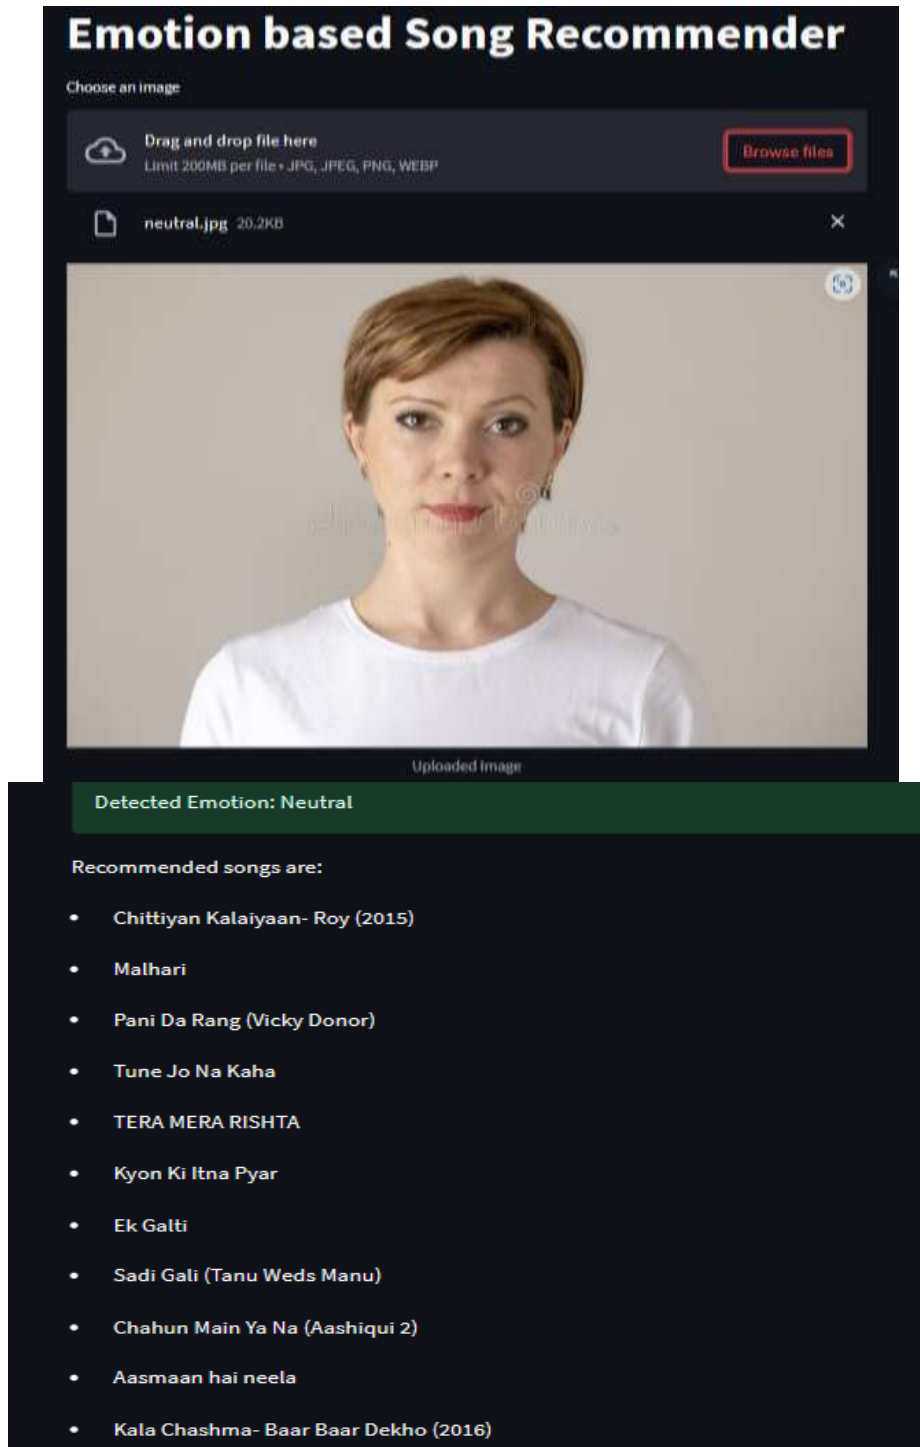 Emotion based Song Recommender
Choose an image
Drag and drop file here
Limit 200MB per file • JPG, JPEG, PNG, WEBP
Browse files
neutral.jpg 20.2KB
Uploaded Image
Detected Emotion: Neutral
Recommended songs are:
• Chittiyan Kalaiyaan- Roy (2015)
• Malhari
• Pani Da Rang (Vicky Donor)
• Tune Jo Na Kaha
• TERA MERA RISHTA
• Kyon Ki Itna Pyar
• Ek Galti
• Sadi Gali (Tanu Weds Manu)
• Chahun Main Ya Na (Aashiqui 2)
• Aasmaan hai neela
• Kala Chashma- Baar Baar Dekho (2016)